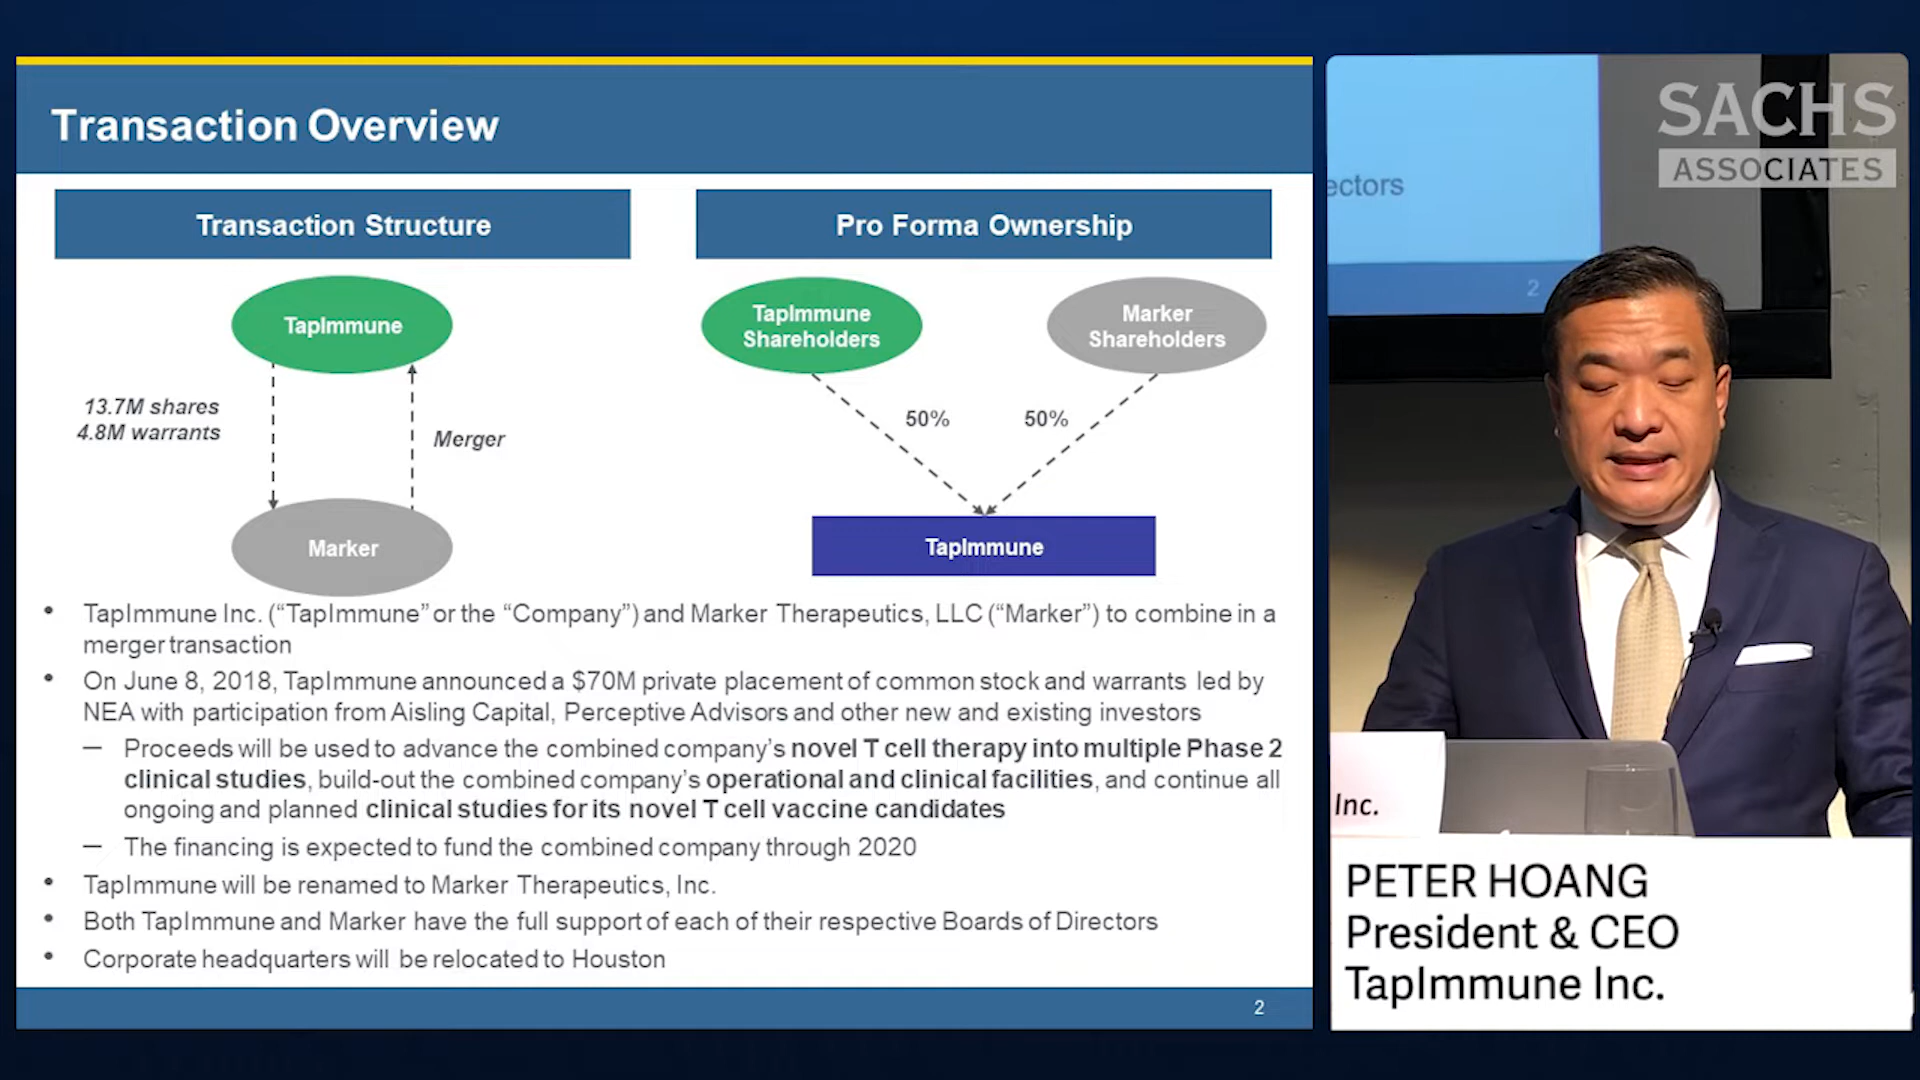 Transaction Overview
Transaction Structure
Pro Forma Ownership
TapImmune
13.7M shares
4.8M warrants
Merger
Marker
TapImmune
Shareholders
Marker
Shareholders
50%
50%
TapImmune
• TapImmune Inc. (“TapImmune” or the “Company”) and Marker Therapeutics, LLC (“Marker”) to combine in a
merger transaction
• On June 8, 2018, TapImmune announced a $70M private placement of common stock and warrants led by
NEA with participation from Aisling Capital, Perceptive Advisors and other new and existing investors
– Proceeds will be used to advance the combined company’s novel T cell therapy into multiple Phase 2
clinical studies, build-out the combined company’s operational and clinical facilities, and continue all
ongoing and planned clinical studies for its novel T cell vaccine candidates
– The financing is expected to fund the combined company through 2020
• TapImmune will be renamed to Marker Therapeutics, Inc.
• Both TapImmune and Marker have the full support of each of their respective Boards of Directors
• Corporate headquarters will be relocated to Houston
2
SACHS
ASSOCIATES
ectors
2
Inc.
PETER HOANG
President & CEO
TapImmune Inc.